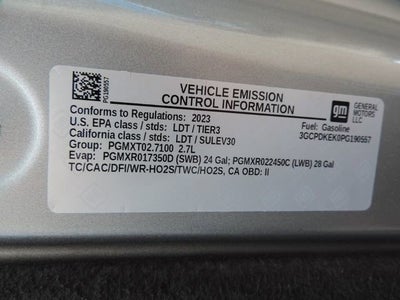 PG190557
VEHICLE EMISSION
CONTROL INFORMATION
gm
GENERAL
MOTORS
LLC
Conforms to Regulations: 2023
Fuel: Gasoline
U.S. EPA class / stds: LDT / TIER3
3GCPDKEK0PG190557
California class / stds: LDT / SULEV30
Group: PGMXT02.7100 2.7L
Evap: PGMXR017350D (SWB) 24 Gal; PGMXR022450C (LWB) 28 Gal
TC/CAC/DFI/WR-HO2S/TWC/HO2S, CA OBD: II